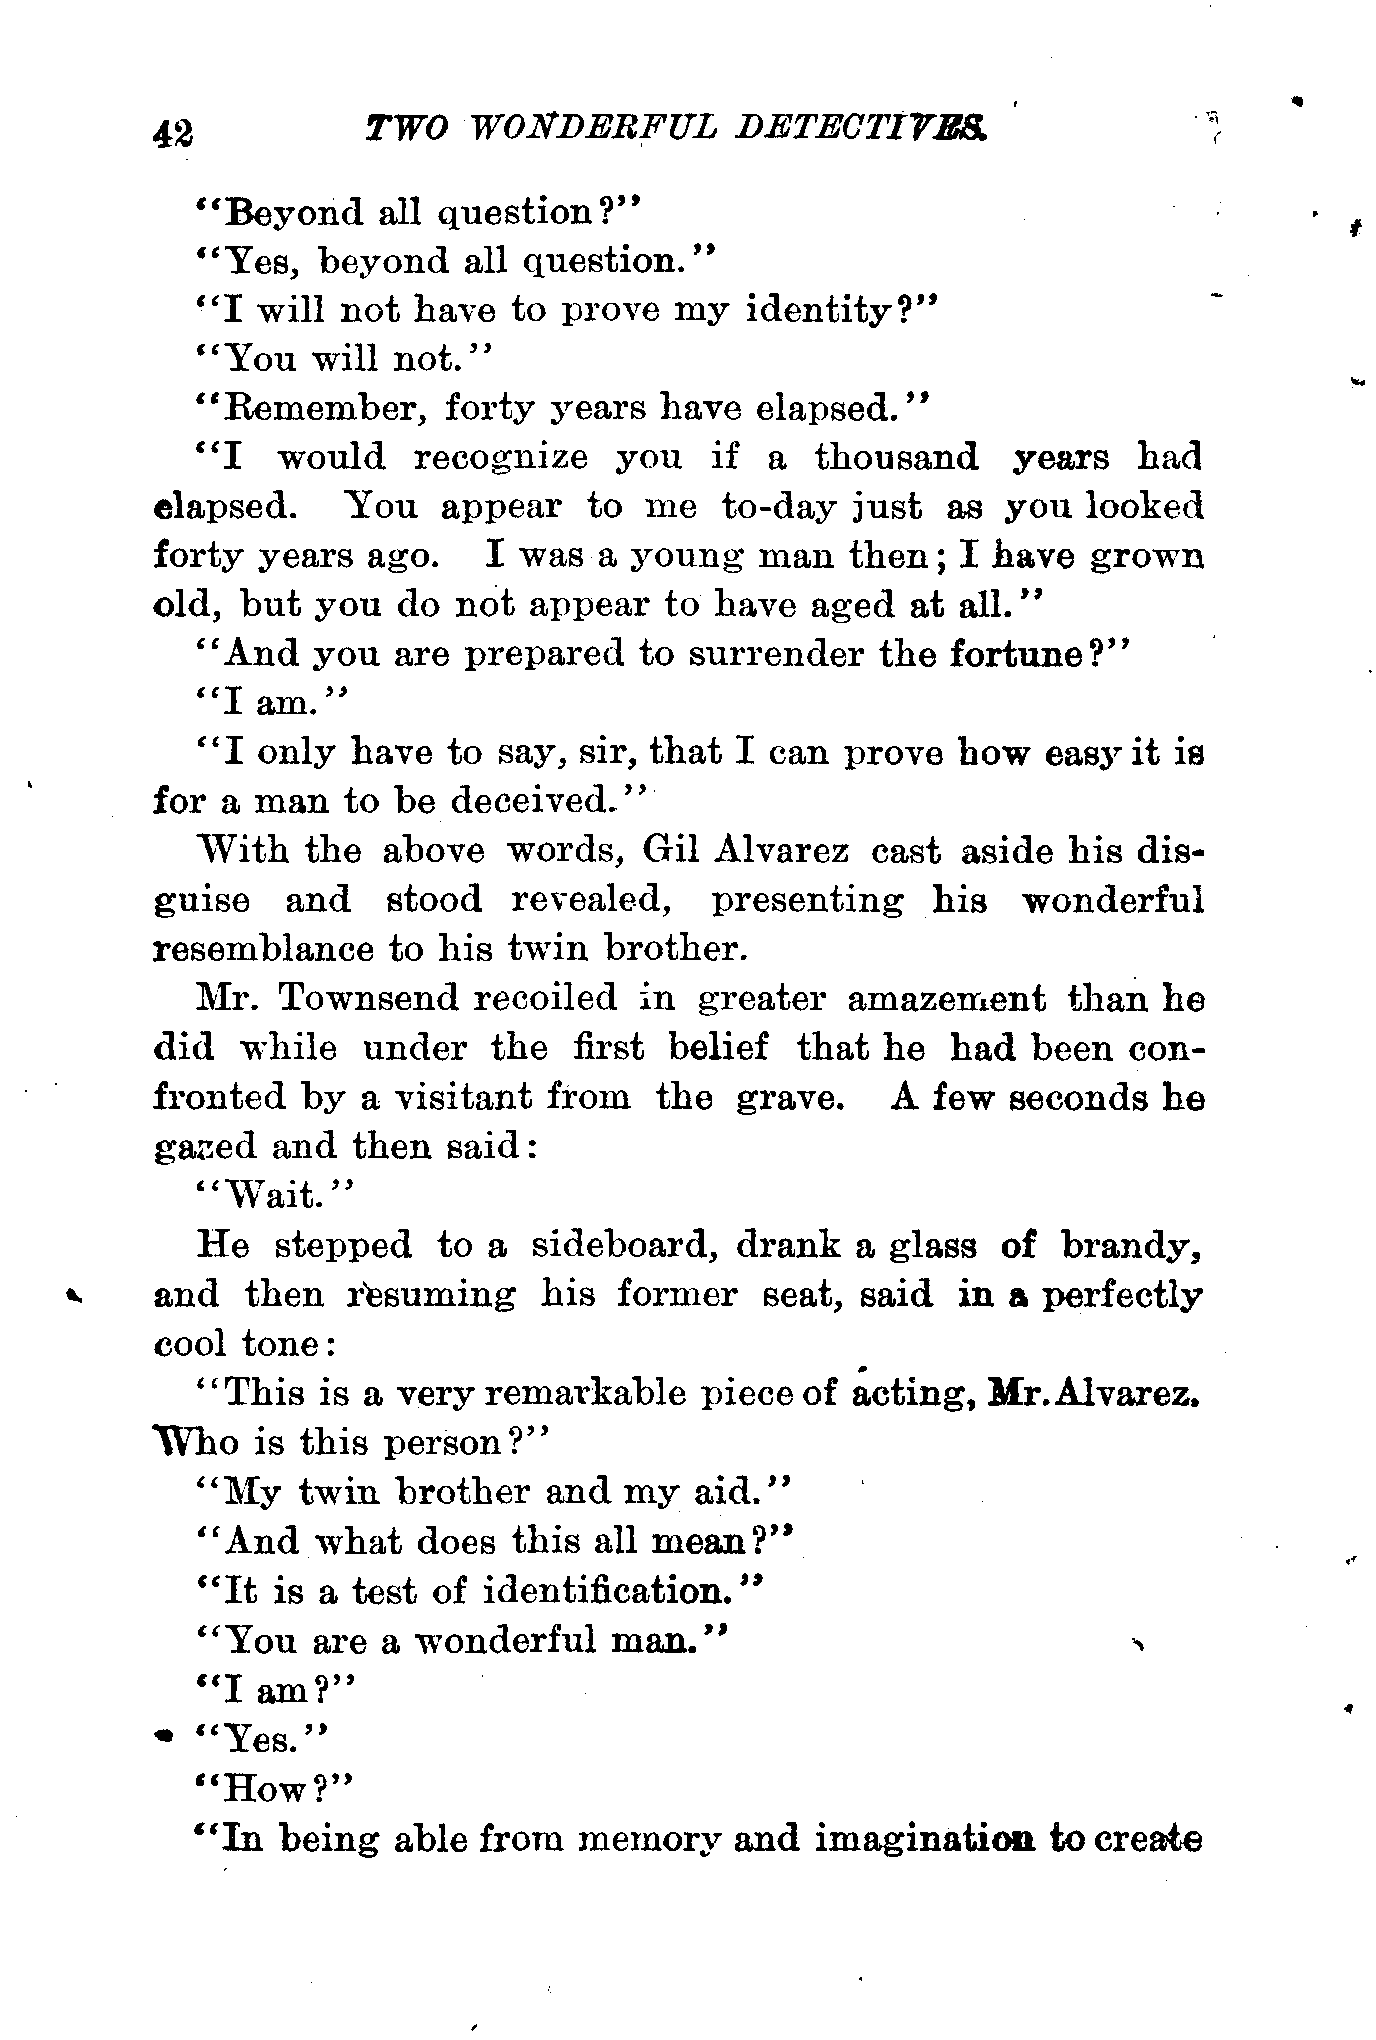 42 TWO WONDERFUL DETECTIVES.
"Beyond all question?"
"Yes, beyond all question."
"I will not have to prove my identity?"
"You will not."
"Remember, forty years have elapsed."
"I would recognize you if a thousand years had
elapsed. You appear to me to-day just as you looked
forty years ago. I was a young man then; I have grown
old, but you do not appear to have aged at all."
"And you are prepared to surrender the fortune?"
"I am."
"I only have to say, sir, that I can prove how easy it is
for a man to be deceived."
With the above words, Gil Alvarez cast aside his dis-
guise and stood revealed, presenting his wonderful
resemblance to his twin brother.
Mr. Townsend recoiled in greater amazement than he
did while under the first belief that he had been con-
fronted by a visitant from the grave. A few seconds he
gazed and then said:
"Wait."
He stepped to a sideboard, drank a glass of brandy,
and then resuming his former seat, said in a perfectly
cool tone:
"This is a very remarkable piece of acting, Mr. Alvarez.
Who is this person?"
"My twin brother and my aid."
"And what does this all mean?"
"It is a test of identification."
"You are a wonderful man."
"I am?"
"Yes."
"How?"
"In being able from memory and imagination to create